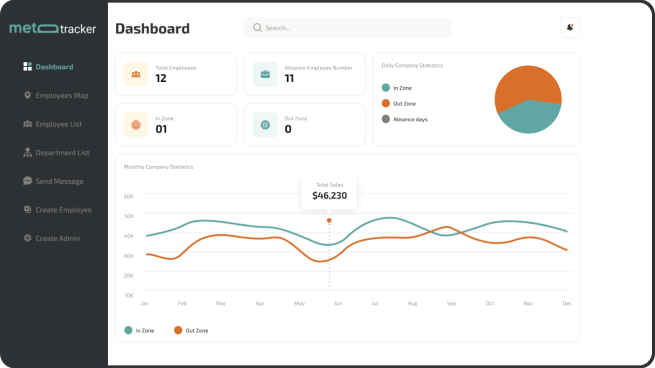 met tracker
Dashboard
Employees Map
Employee List
Department List
Send Message
Create Employee
Create Admin
Dashboard
Search...
Total Employees
12
Absence Employee Number
11
In Zone
01
Out Zone
0
Daily Company Statistics
In Zone
Out Zone
Absence days
Monthly Company Statistics
Total Sales
$46,230
60K
50K
40K
30K
20K
10K
Jan Feb Mar Apr May Jun Jul Aug Sep Oct Nov Dec
In Zone Out Zone